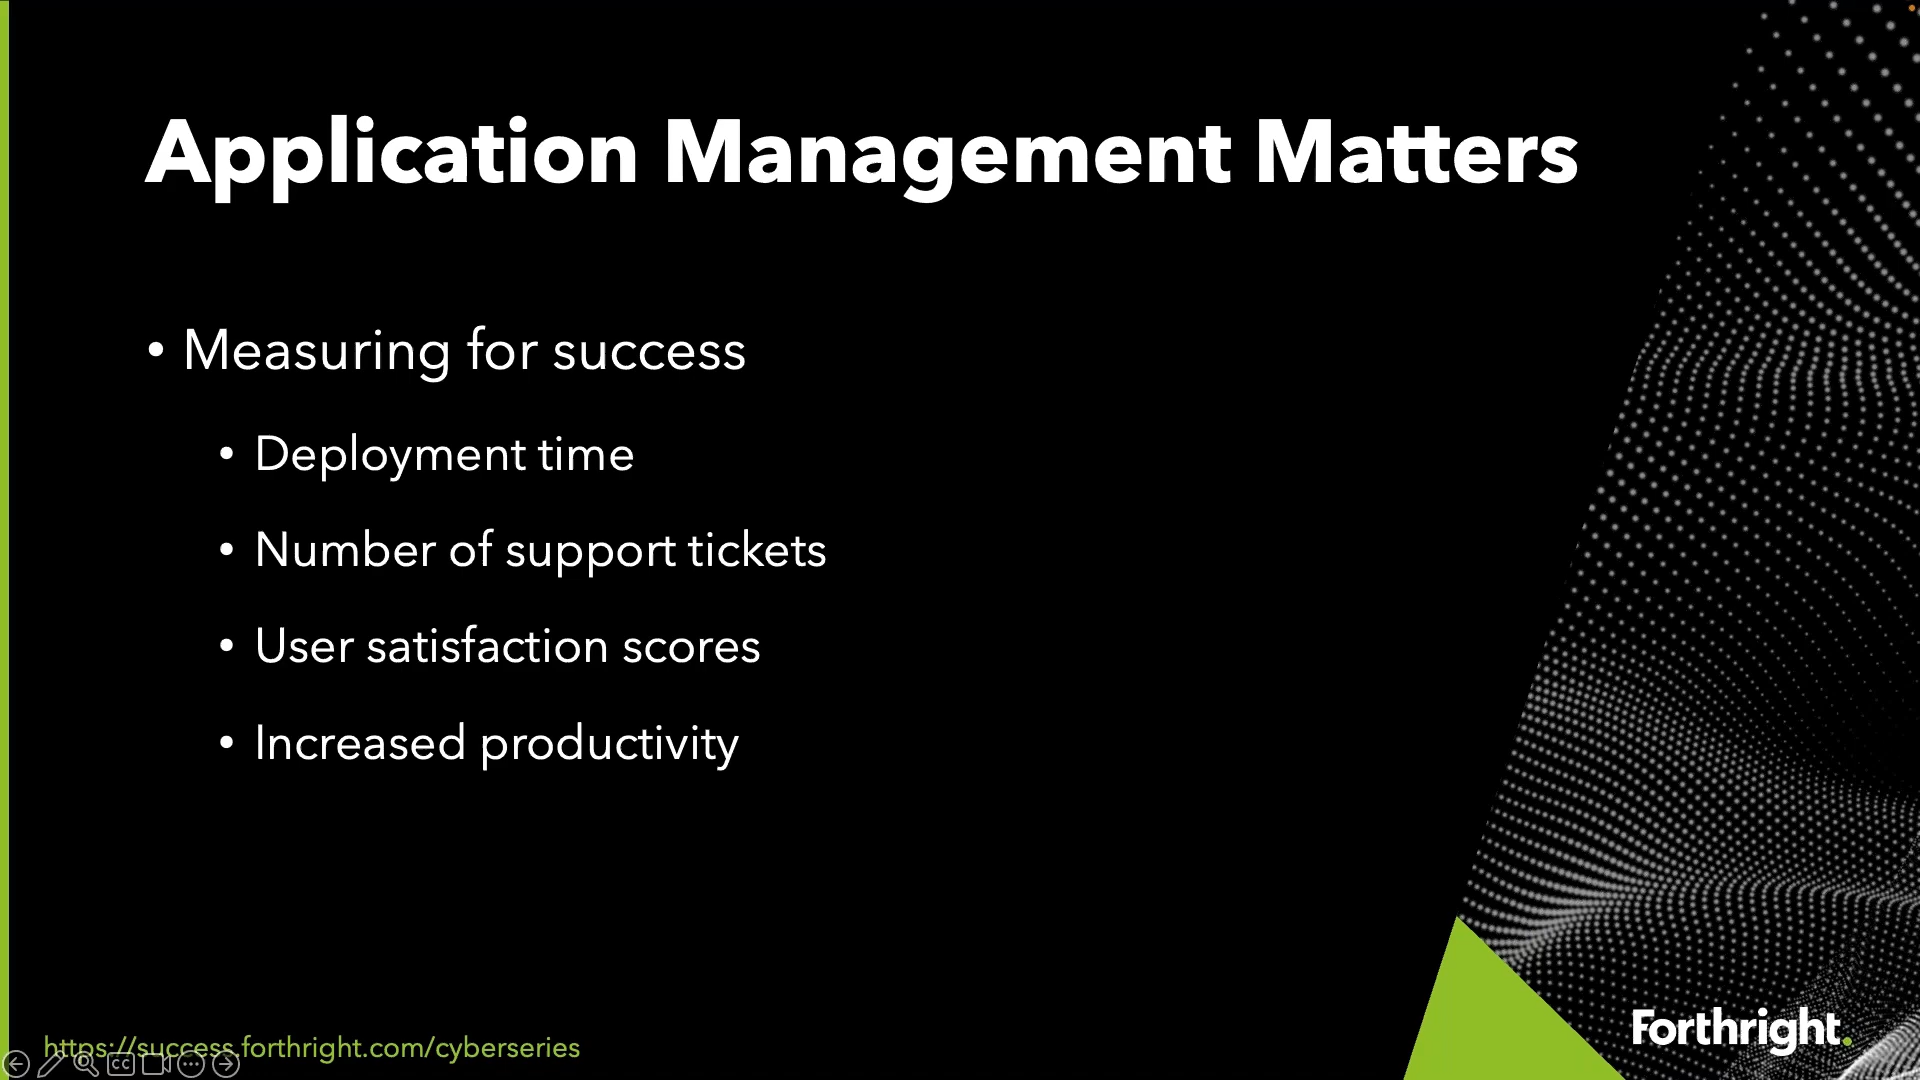 Application Management Matters
• Measuring for success
• Deployment time
• Number of support tickets
• User satisfaction scores
• Increased productivity
https://success.forthright.com/cyberseries
CC
Forthright.